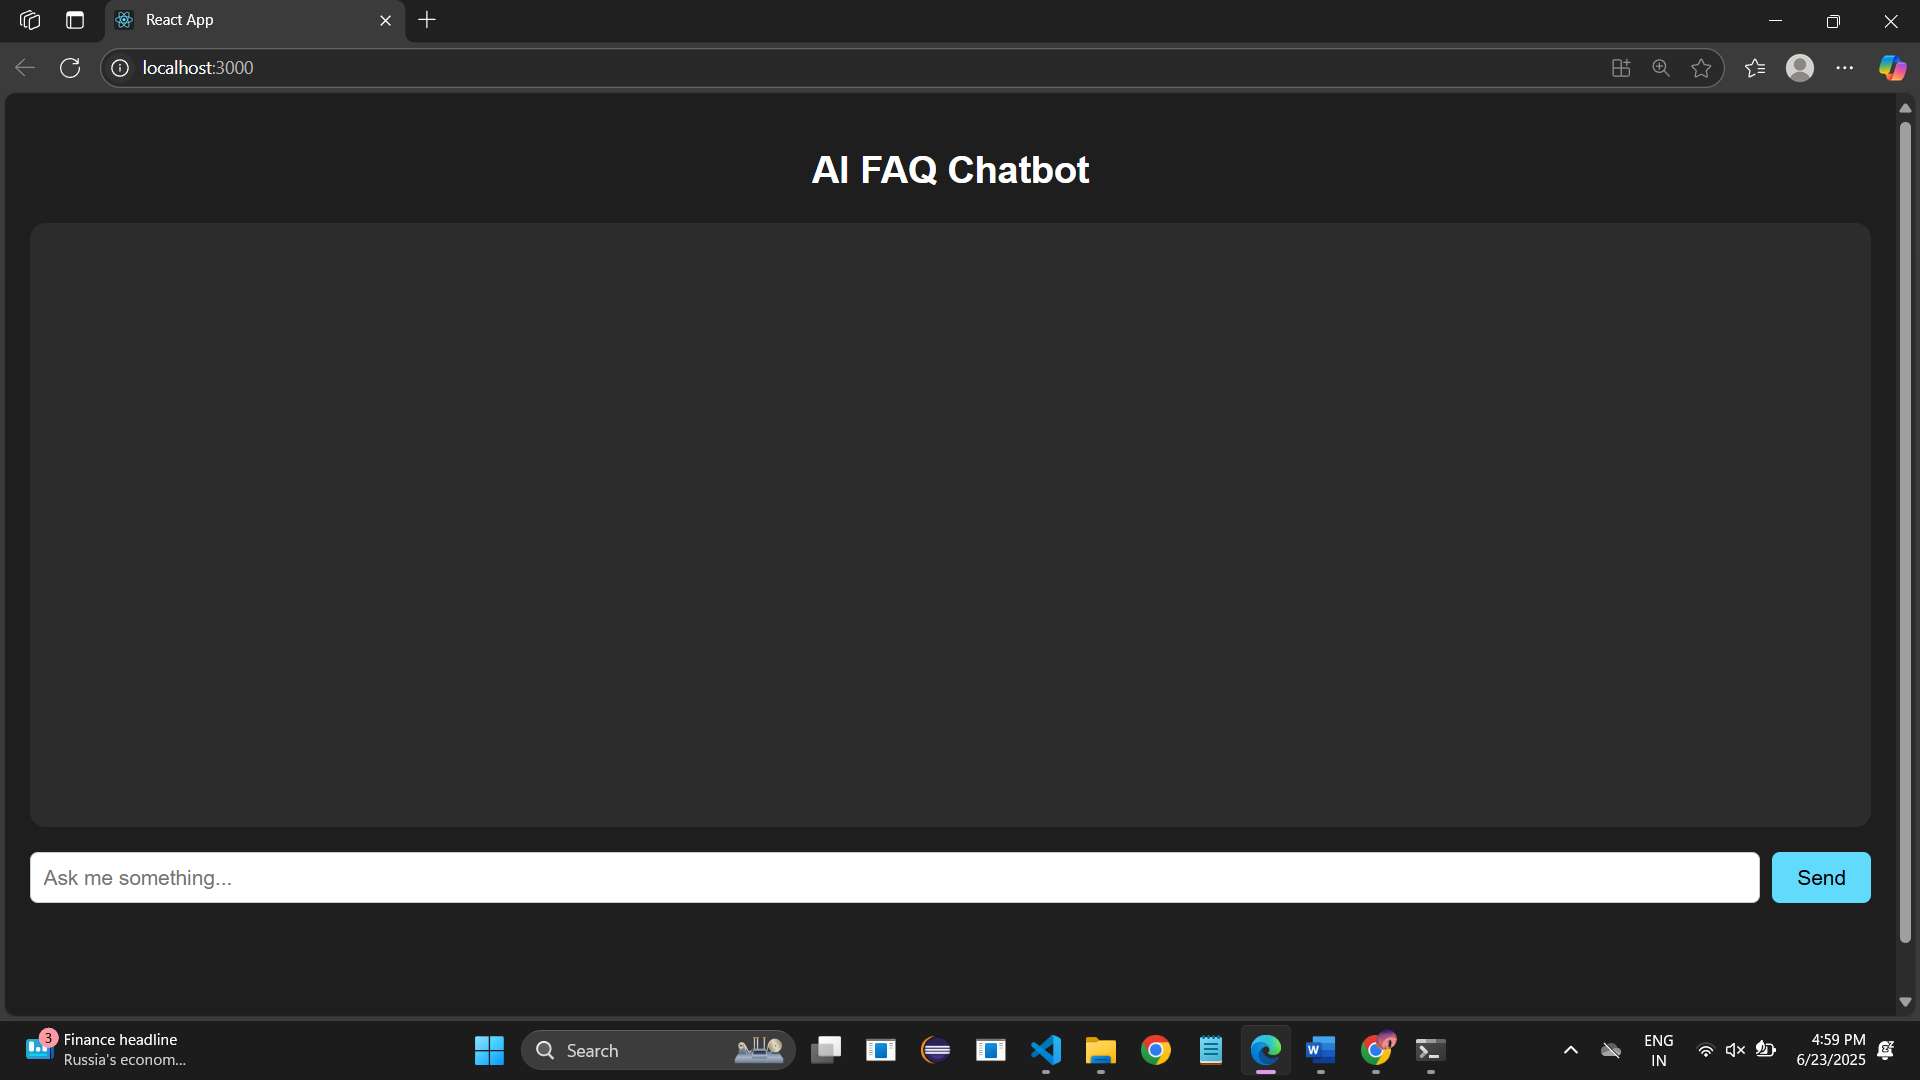 React App
localhost:3000
AI FAQ Chatbot
Ask me something...
Send
3
Finance headline
Russia's econom...
Search
ENG
IN
4:59 PM
6/23/2025